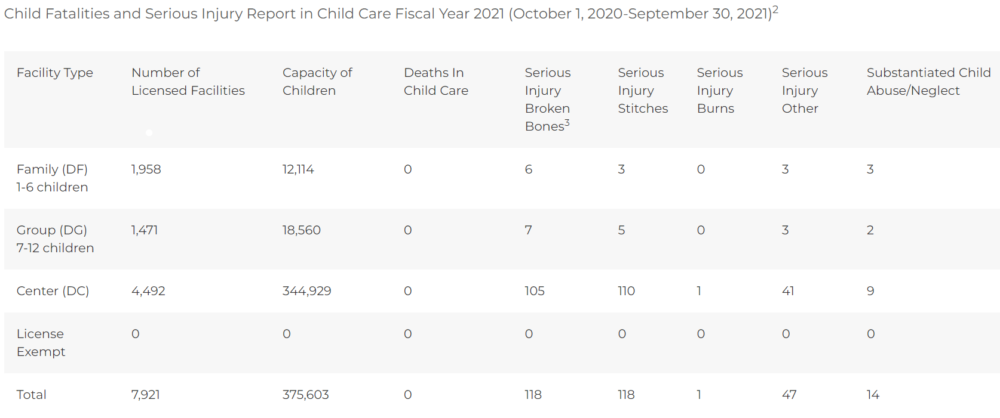 Child Fatalities and Serious Injury Report in Child Care Fiscal Year 2021 (October 1, 2020-September 30, 2021)2
Facility Type Number of Licensed Facilities Capacity of Children Deaths In Child Care Serious Injury Broken Bones3 Serious Injury Stitches Serious Injury Burns Serious Injury Other Substantiated Child Abuse/Neglect
Family (DF) 1-6 children 1,958 12,114 0 6 3 0 3 3
Group (DG) 7-12 children 1,471 18,560 0 7 5 0 3 2
Center (DC) 4,492 344,929 0 105 110 1 41 9
License Exempt 0 0 0 0 0 0 0 0
Total 7,921 375,603 0 118 118 1 47 14